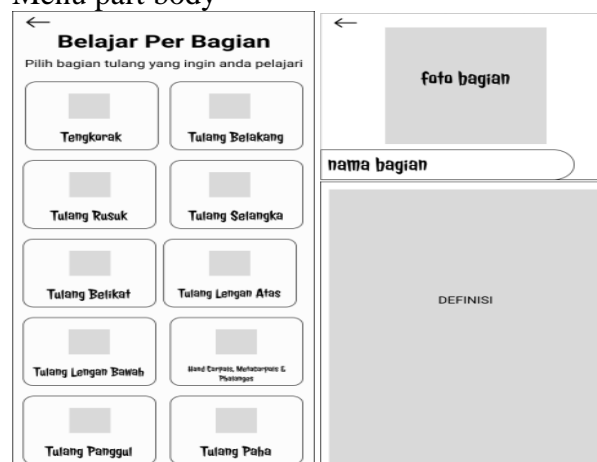 Menu part body
Belajar Per Bagian
Pilih bagian tulang yang ingin anda pelajari
Tengkorak
Tulang Belakang
Tulang Rusuk
Tulang Selangka
Tulang Belikat
Tulang Lengan Atas
Tulang Lengan Bawah
Hand Carpals, Metacarpals &
Phalanges
Tulang Panggul
Tulang Paha
foto bagian
nama bagian
DEFINISI